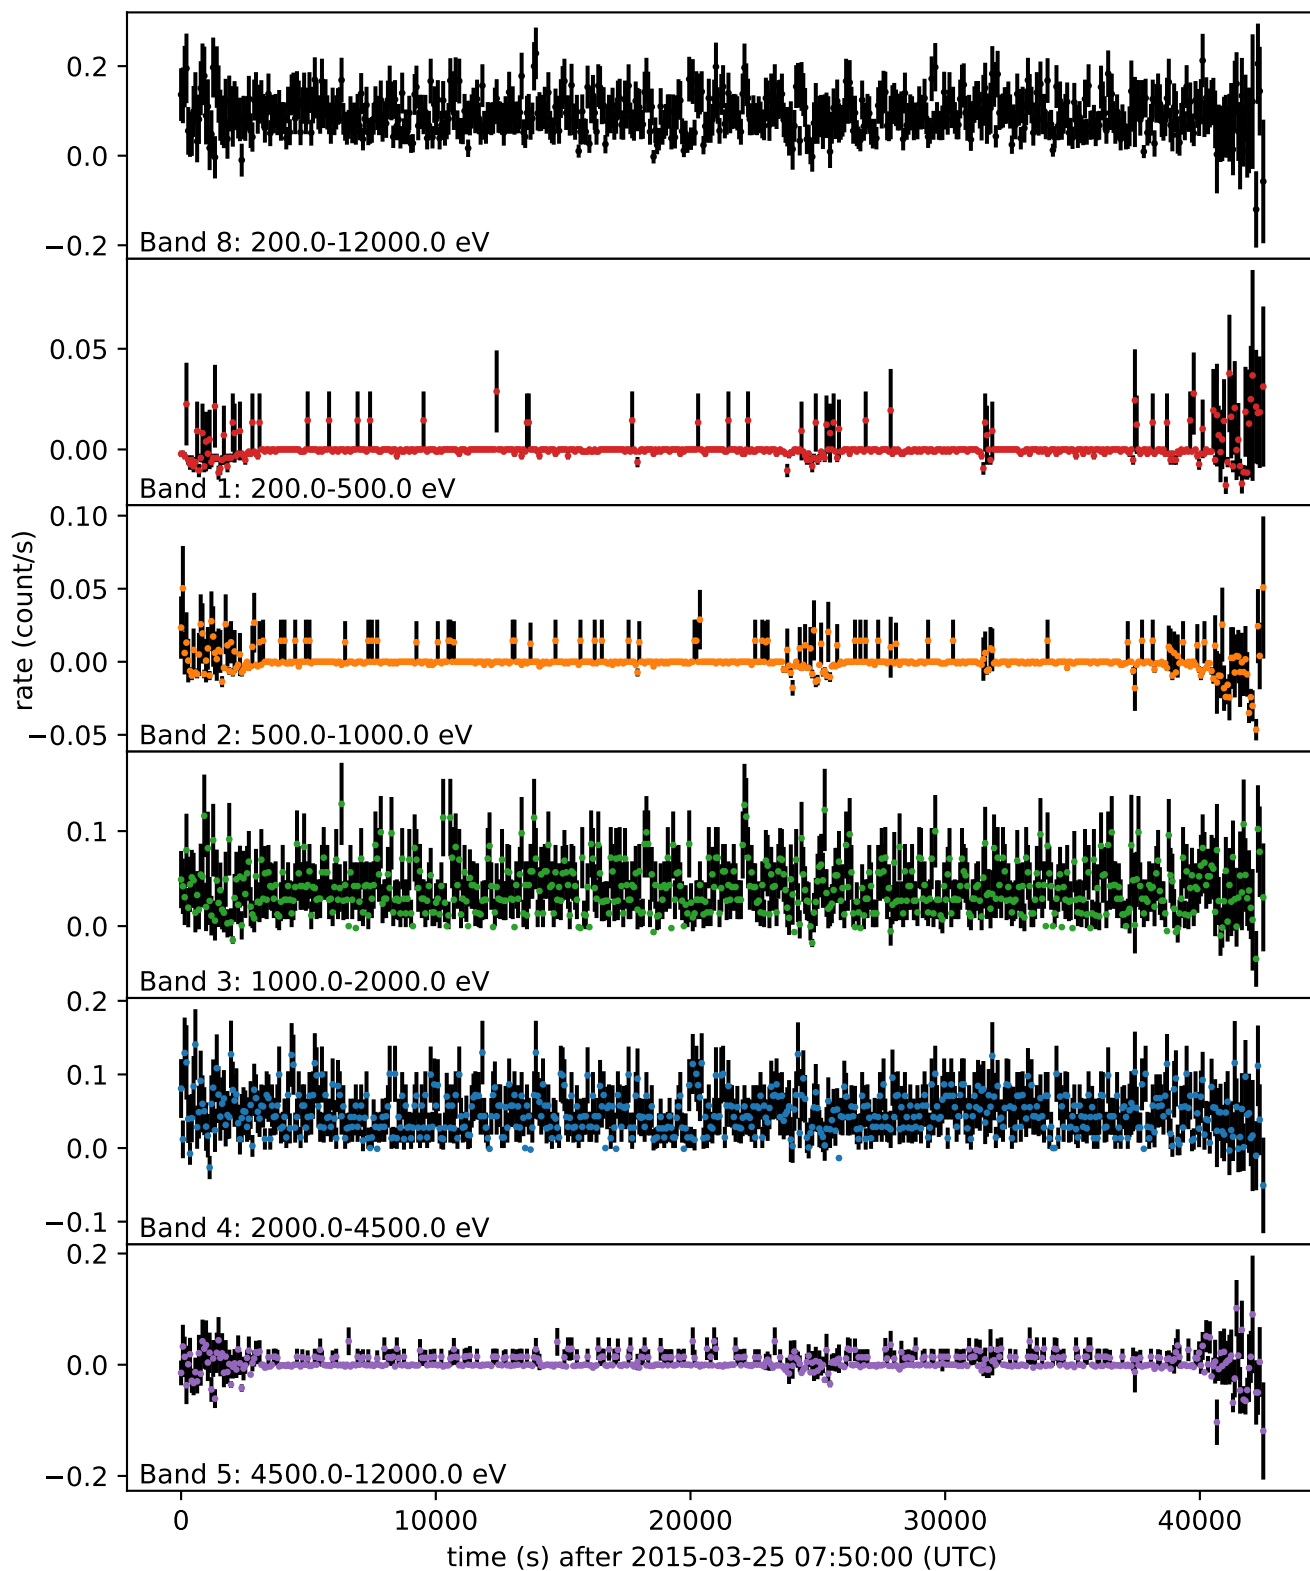 0.2
0.0
−0.2
Band 8: 200.0-12000.0 eV
0.05
0.00
Band 1: 200.0-500.0 eV
0.10
0.05
0.00
−0.05
Band 2: 500.0-1000.0 eV
rate (count/s)
0.1
0.0
Band 3: 1000.0-2000.0 eV
0.2
0.1
0.0
−0.1
Band 4: 2000.0-4500.0 eV
0.2
0.0
−0.2
Band 5: 4500.0-12000.0 eV
0 10000 20000 30000 40000
time (s) after 2015-03-25 07:50:00 (UTC)